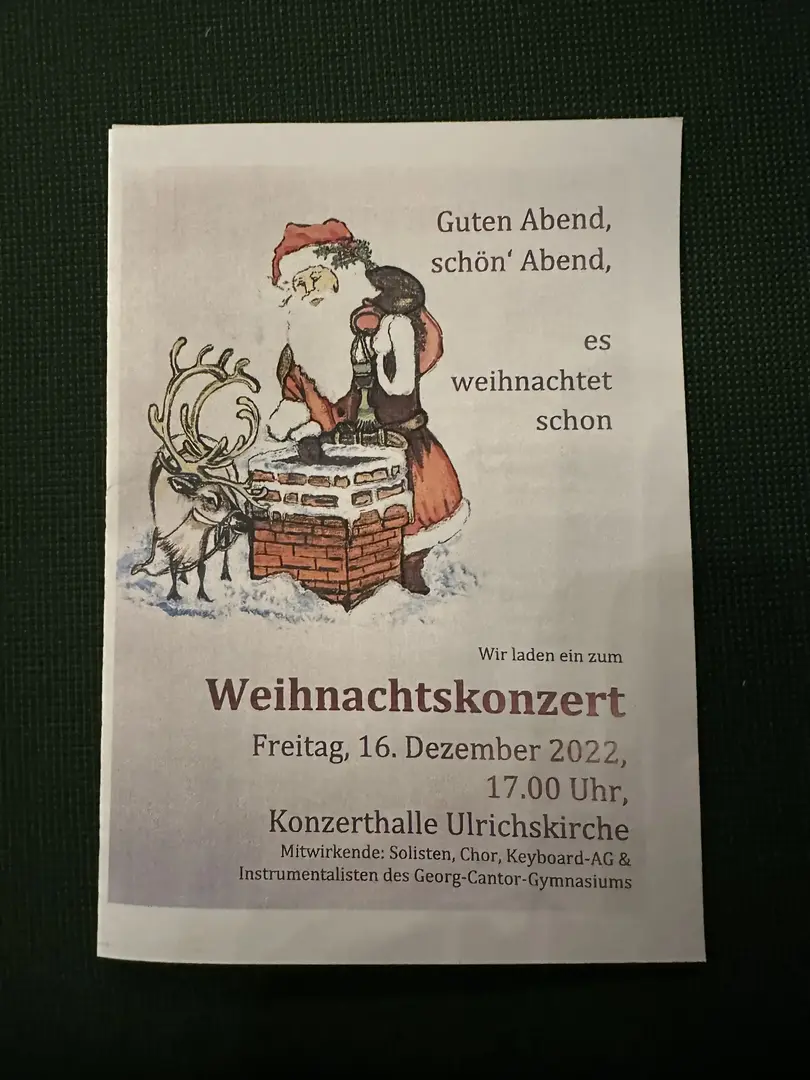 Guten Abend,
schön‘ Abend,
es
weihnachtet
schon
Wir laden ein zum
Weihnachtskonzert
Freitag, 16. Dezember 2022,
17.00 Uhr,
Konzerthalle Ulrichskirche
Mitwirkende: Solisten, Chor, Keyboard-AG &
Instrumentalisten des Georg-Cantor-Gymnasiums